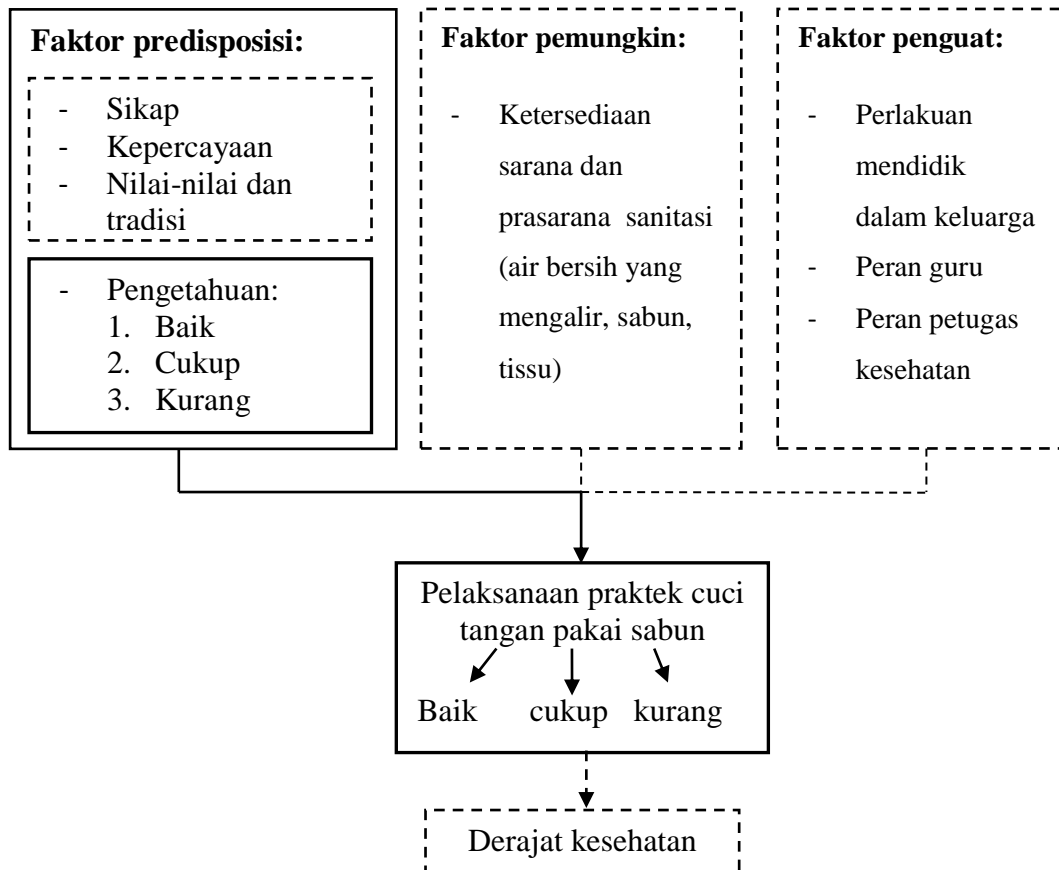 Faktor predisposisi:
- Sikap
- Kepercayaan
- Nilai-nilai dan
tradisi
- Pengetahuan:
1. Baik
2. Cukup
3. Kurang
Faktor pemungkin:
- Ketersediaan
sarana dan
prasarana sanitasi
(air bersih yang
mengalir, sabun,
tissu)
Faktor penguat:
- Perlakuan
mendidik
dalam keluarga
- Peran guru
- Peran petugas
kesehatan
Pelaksanaan praktek cuci
tangan pakai sabun
Baik cukup kurang
Derajat kesehatan